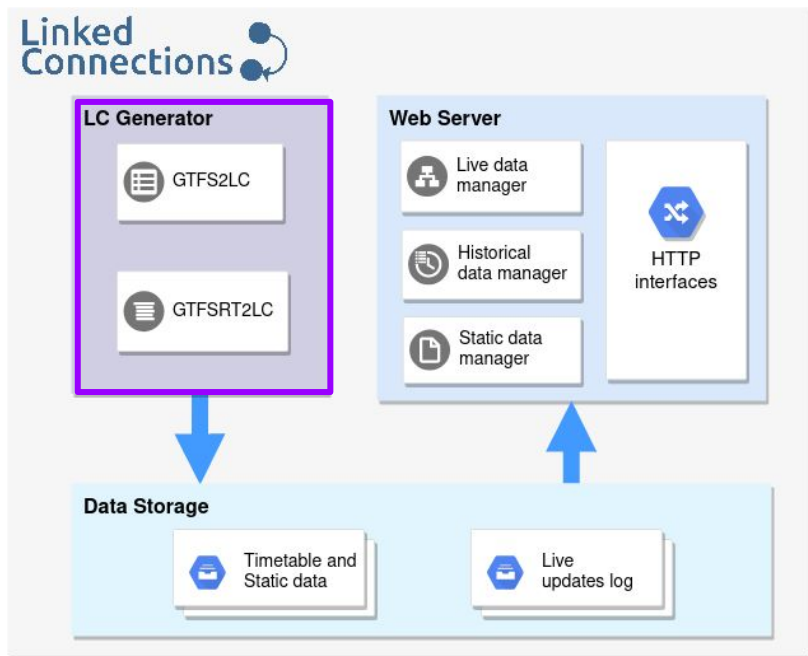 Linked
Connections
LC Generator
GTFS2LC
GTFSRT2LC
Web Server
Live data
manager
Historical
data manager
Static data
manager
HTTP
interfaces
Data Storage
Timetable and
Static data
Live
updates log